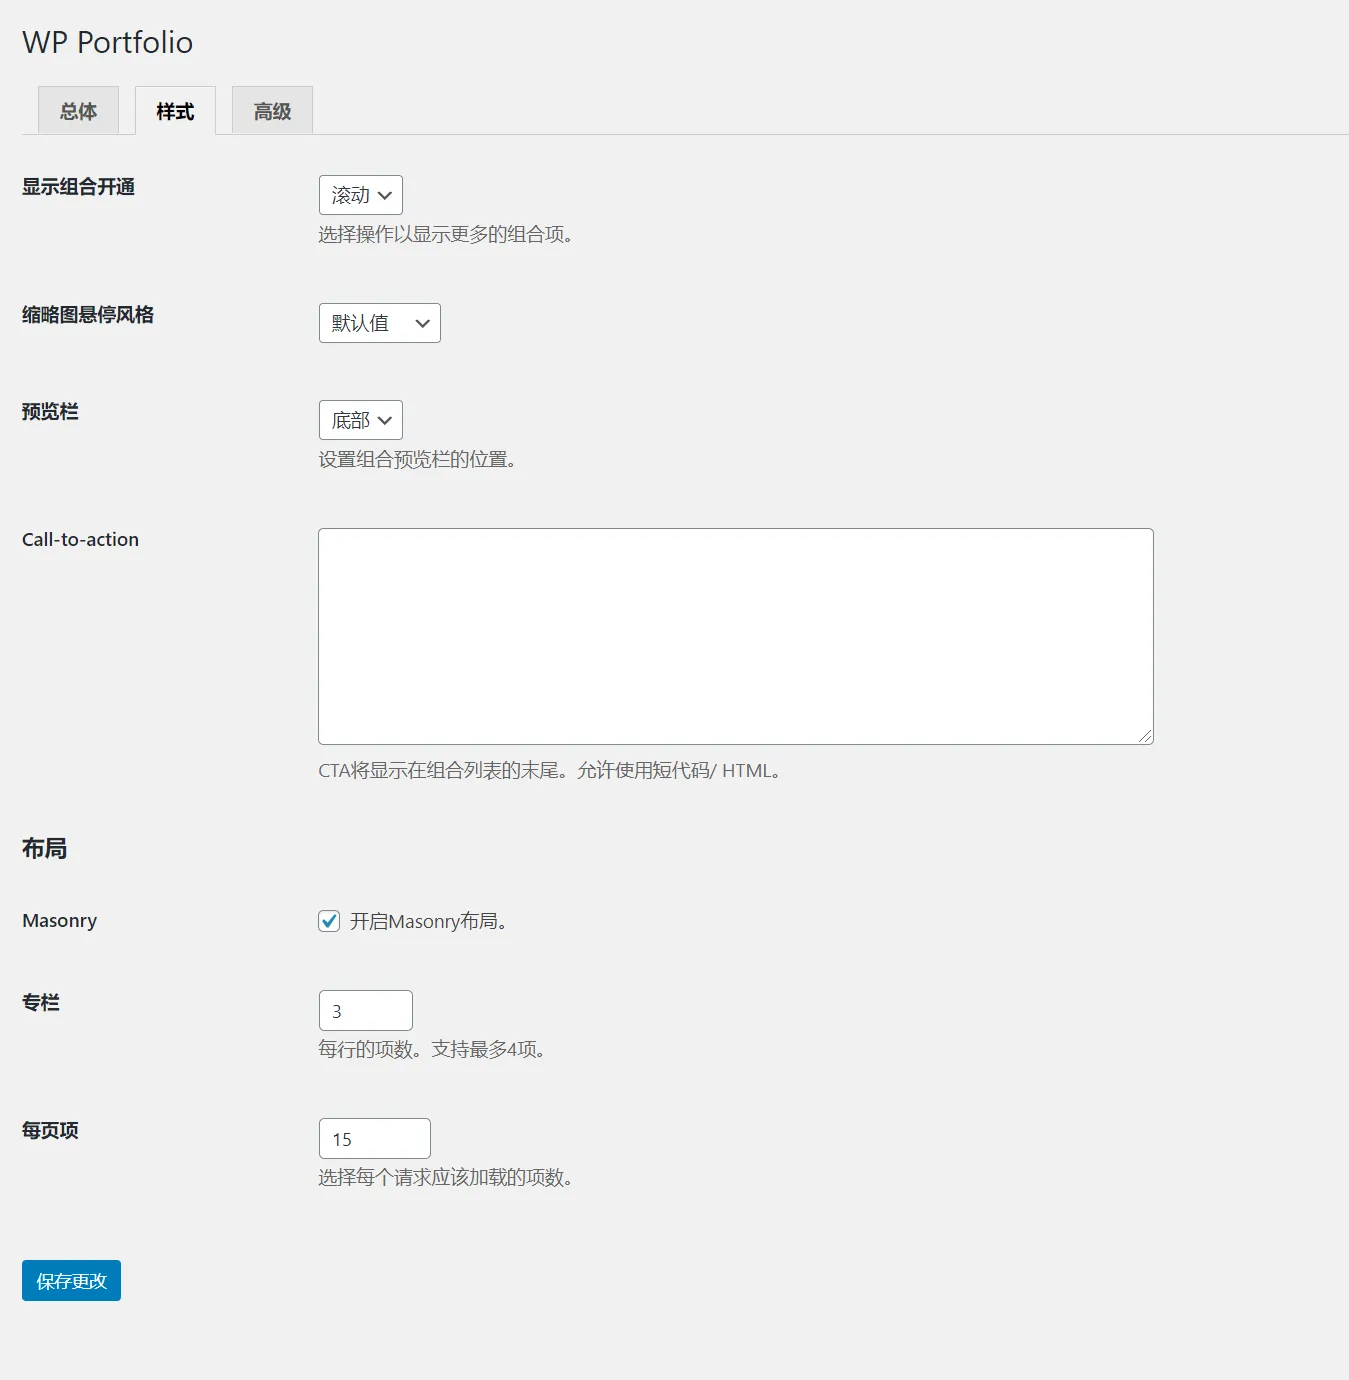 WP Portfolio
总体
样式
高级
显示组合开通
滚动
选择操作以显示更多的组合项。
缩略图悬停风格
默认值
预览栏
底部
设置组合预览栏的位置。
Call-to-action
CTA将显示在组合列表的末尾。允许使用短代码/ HTML。
布局
Masonry
开启Masonry布局。
专栏
3
每行的项数。支持最多4项。
每页项
15
选择每个请求应该加载的项数。
保存更改